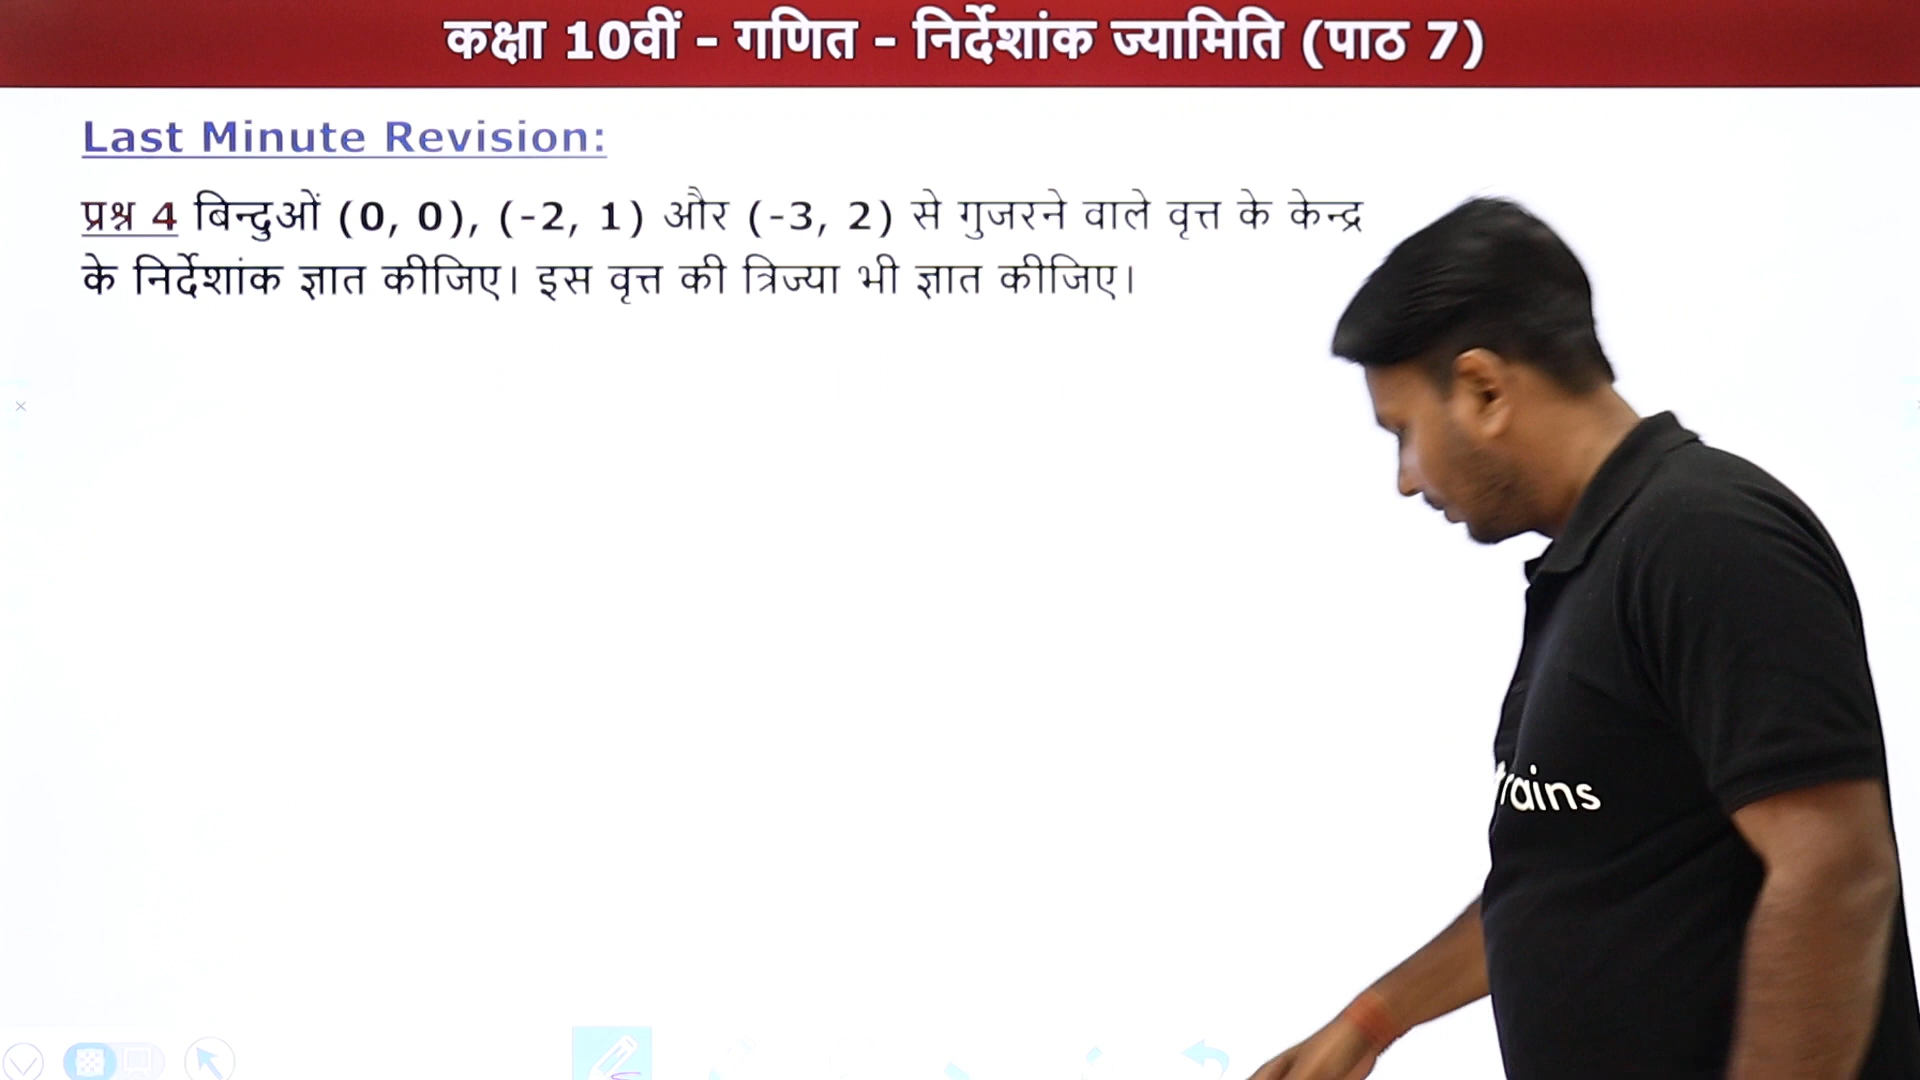 कक्षा 10वीं - गणित - निर्देशांक ज्यामिति (पाठ 7)
Last Minute Revision:
प्रश्न 4 बिन्दुओं (0, 0), (-2, 1) और (-3, 2) से गुजरने वाले वृत्त के केन्द्र
के निर्देशांक ज्ञात कीजिए। इस वृत्त की त्रिज्या भी ज्ञात कीजिए।
rains